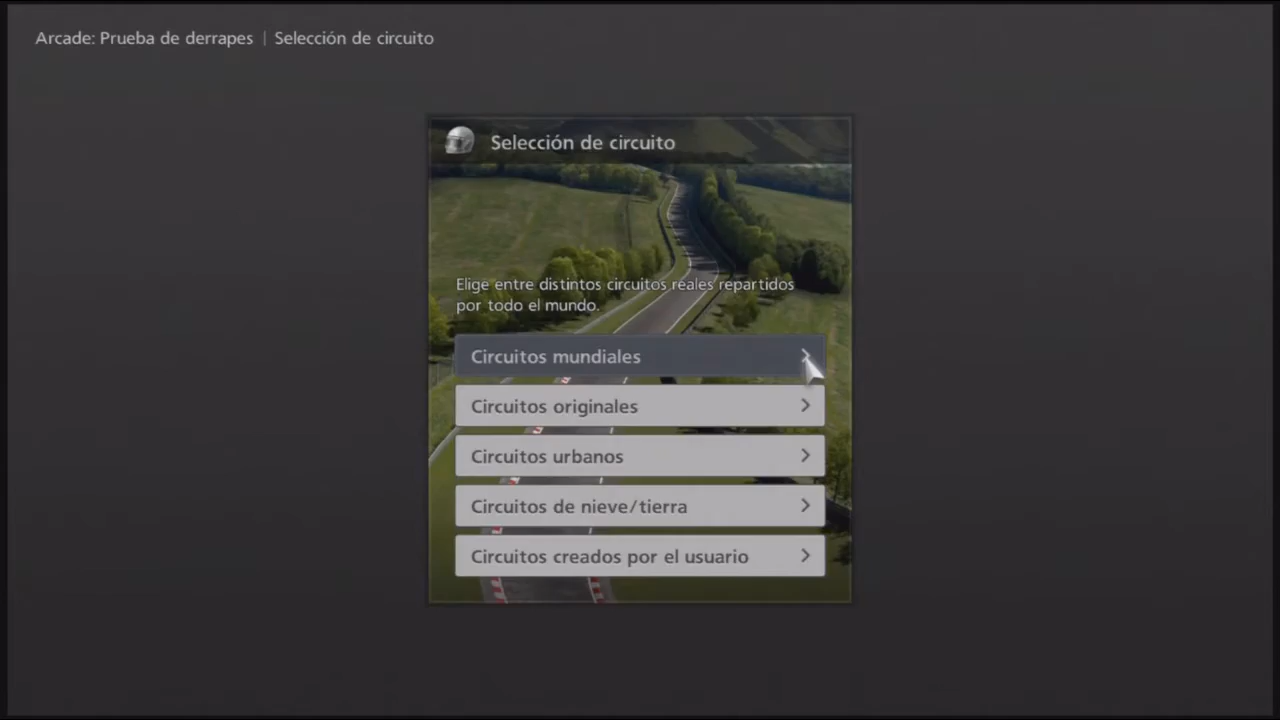 Arcade: Prueba de derrapes | Selección de circuito
Selección de circuito
Elige entre distintos circuitos reales repartidos
por todo el mundo.
Circuitos mundiales
Circuitos originales
Circuitos urbanos
Circuitos de nieve/tierra
Circuitos creados por el usuario